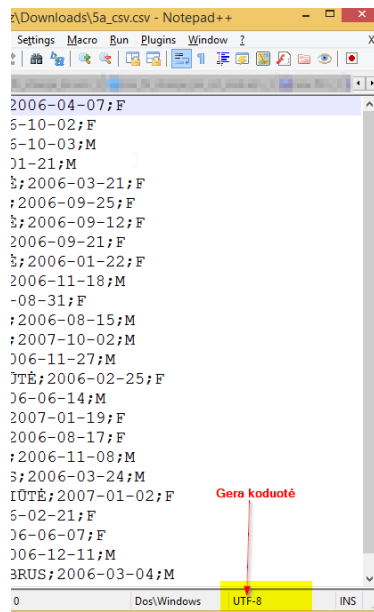 z\Downloads\5a_csv.csv - Notepad++
Settings Macro Run Plugins Window ? X
2006-04-07;F
6-10-02;F
6-10-03;M
01-21;M
Ė;2006-03-21;F
;2006-09-25;F
Ė;2006-09-12;F
2006-09-21;F
Ė;2006-01-22;F
2006-11-18;M
-08-31;F
;2006-08-15;M
;2007-10-02;M
006-11-27;M
ŪTĖ;2006-02-25;F
06-06-14;M
2007-01-19;F
2006-08-17;F
;2006-11-08;M
S;2006-03-24;M
IŪTĖ;2007-01-02;F
Gera koduotė
6-02-21;F
06-06-07;F
006-12-11;M
BRUS;2006-03-04;M
0 Dos\Windows UTF-8 INS